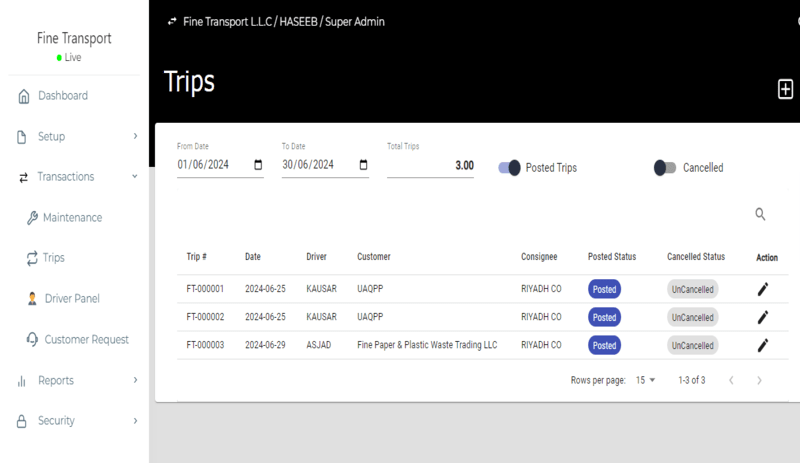 Fine Transport
Live
Dashboard
Setup
Transactions
Maintenance
Trips
Driver Panel
Customer Request
Reports
Security
Fine Transport L.L.C / HASEEB / Super Admin
Trips
From Date To Date Total Trips
01/06/2024 30/06/2024 3.00 Posted Trips Cancelled
Trip # Date Driver Customer Consignee Posted Status Cancelled Status Action
FT-000001 2024-06-25 KAUSAR UAQPP RIYADH CO Posted UnCancelled
FT-000002 2024-06-25 KAUSAR UAQPP RIYADH CO Posted UnCancelled
FT-000003 2024-06-29 ASJAD Fine Paper & Plastic Waste Trading LLC RIYADH CO Posted UnCancelled
Rows per page: 15 1-3 of 3